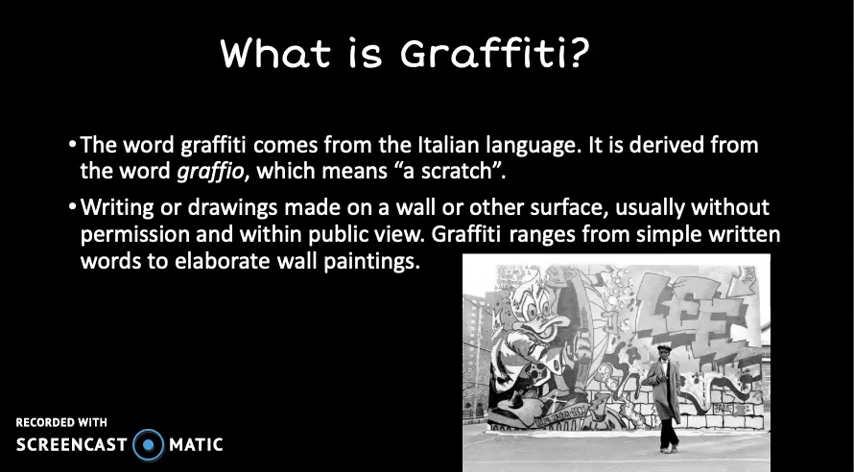 What is Graffiti?
•The word graffiti comes from the Italian language. It is derived from
the word graffio, which means “a scratch”.
•Writing or drawings made on a wall or other surface, usually without
permission and within public view. Graffiti ranges from simple written
words to elaborate wall paintings.
LEE
RECORDED WITH
SCREENCAST MATIC